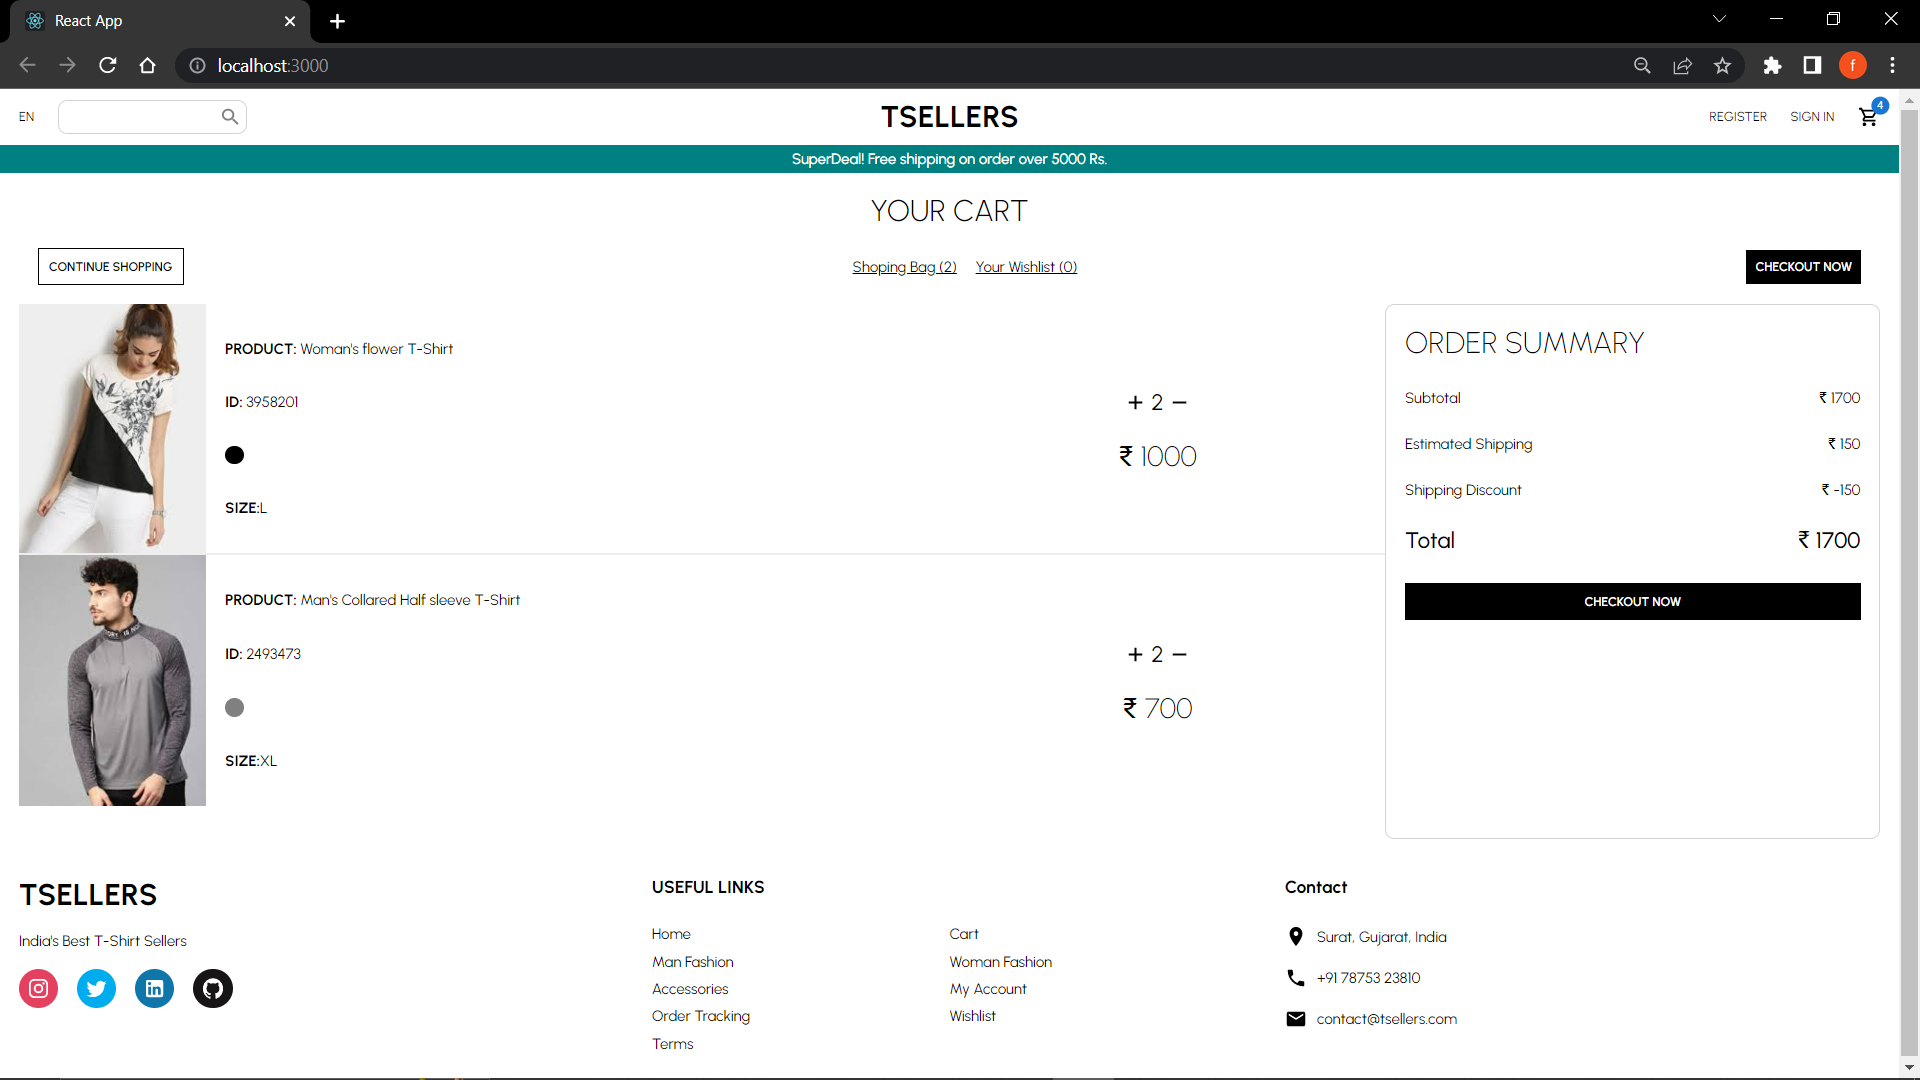 React App
localhost:3000
f
EN
TSELLERS
REGISTER
SIGN IN
4
SuperDeal! Free shipping on order over 5000 Rs.
YOUR CART
CONTINUE SHOPPING
Shoping Bag (2)
Your Wishlist (0)
CHECKOUT NOW
PRODUCT: Woman's flower T-Shirt
ID: 3958201
+ 2 −
₹ 1000
SIZE:L
PRODUCT: Man's Collared Half sleeve T-Shirt
ID: 2493473
+ 2 −
₹ 700
SIZE:XL
ORDER SUMMARY
Subtotal ₹ 1700
Estimated Shipping ₹ 150
Shipping Discount ₹ -150
Total ₹ 1700
CHECKOUT NOW
TSELLERS
India's Best T-Shirt Sellers
USEFUL LINKS
Home
Cart
Man Fashion
Woman Fashion
Accessories
My Account
Order Tracking
Wishlist
Terms
Contact
Surat, Gujarat, India
+91 78753 23810
contact@tsellers.com